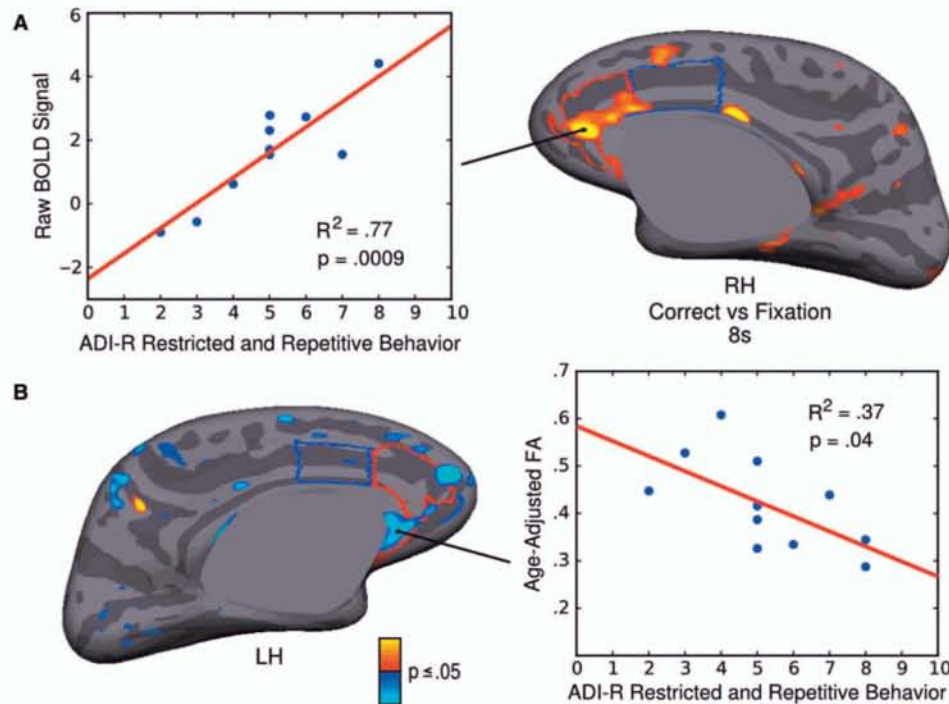 A
6
4
2
0
−2
Raw BOLD Signal
R² = .77
p = .0009
0 1 2 3 4 5 6 7 8 9 10
ADI-R Restricted and Repetitive Behavior
RH
Correct vs Fixation
8s
B
LH
p ≤ .05
.7
.6
.5
.4
.3
.2
Age-Adjusted FA
R² = .37
p = .04
0 1 2 3 4 5 6 7 8 9 10
ADI-R Restricted and Repetitive Behavior